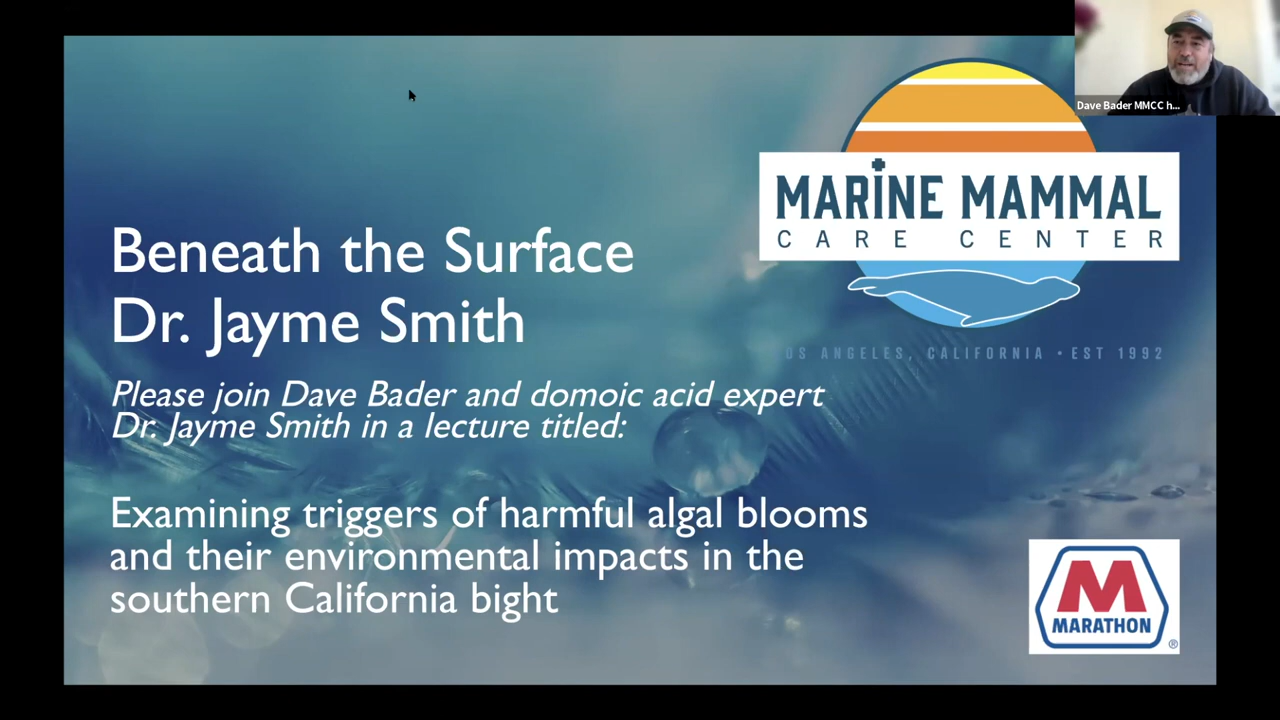 Dave Bader MMCC h...
MARINE MAMMAL
CARE CENTER
LOS ANGELES, CALIFORNIA • EST 1992
Beneath the Surface
Dr. Jayme Smith
Please join Dave Bader and domoic acid expert
Dr. Jayme Smith in a lecture titled:
Examining triggers of harmful algal blooms
and their environmental impacts in the
southern California bight
M
MARATHON
®